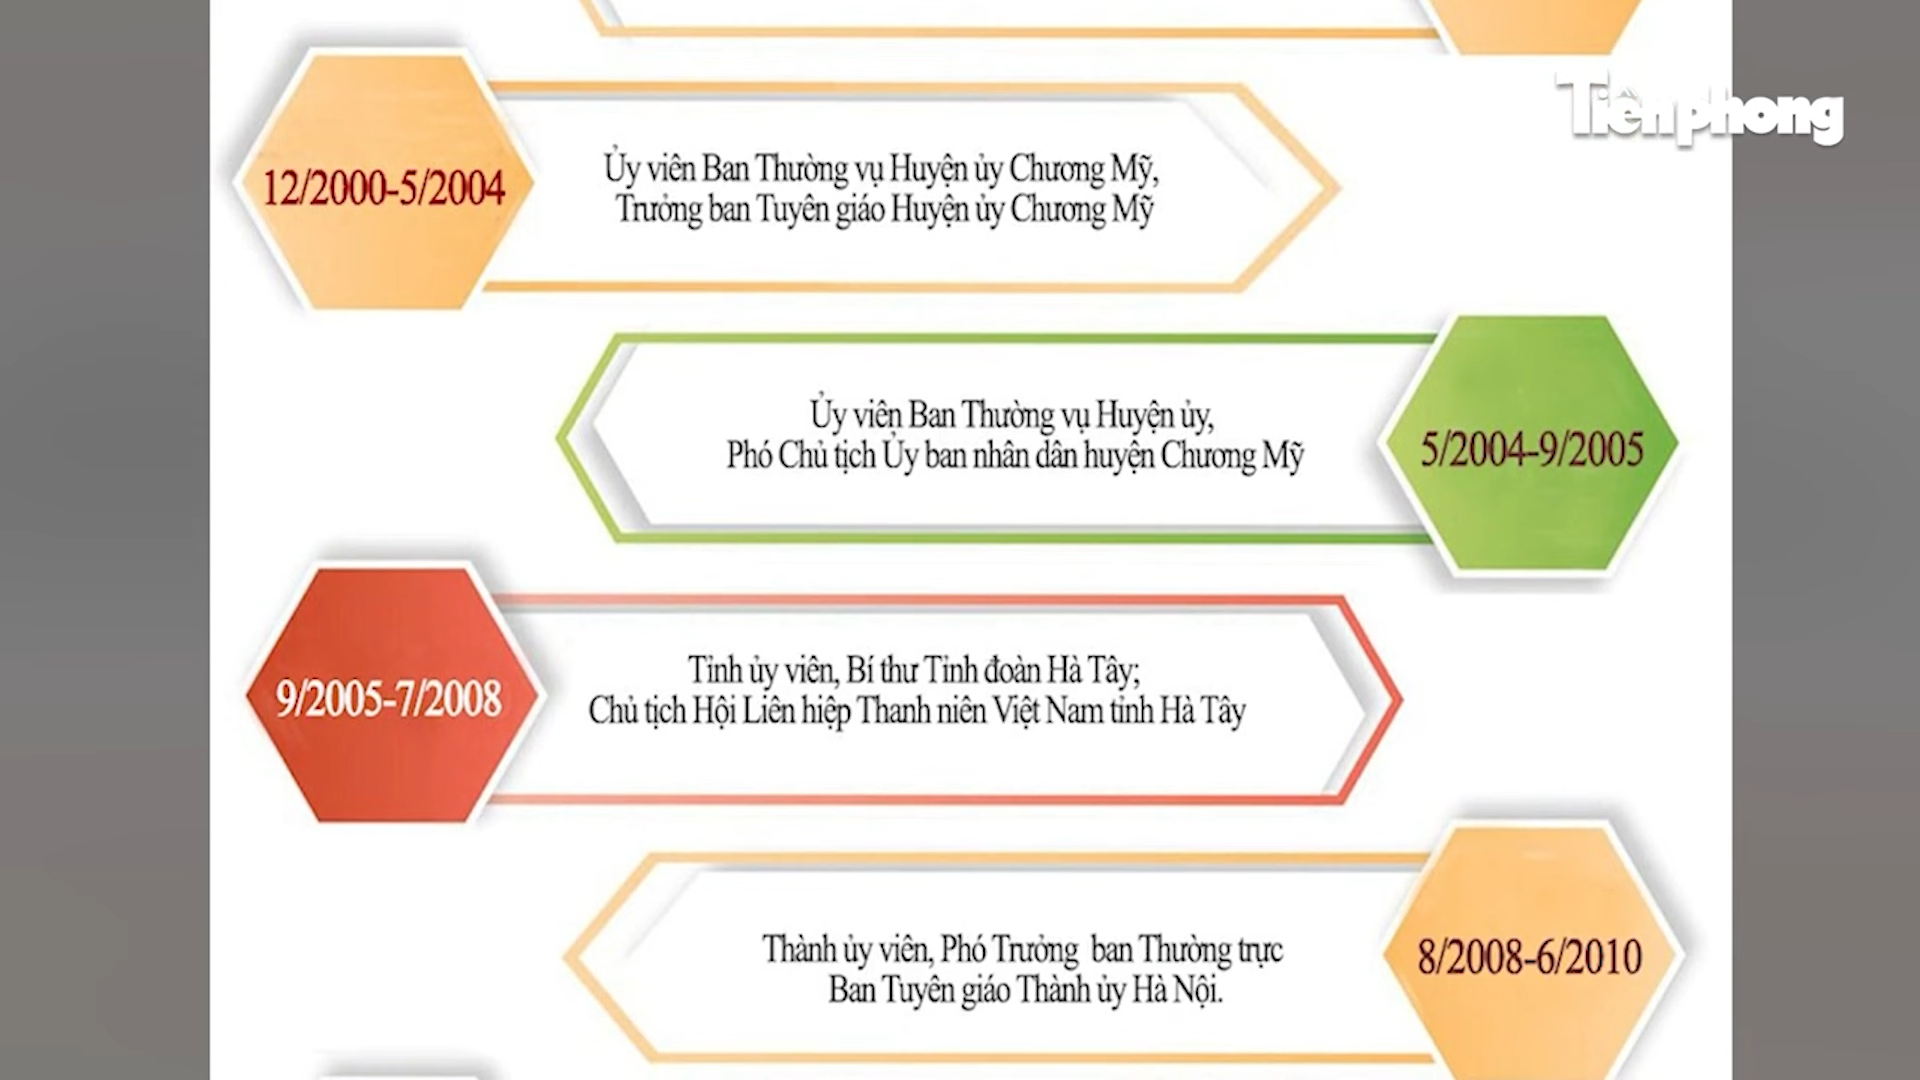 Tiền phong
12/2000-5/2004
Ủy viên Ban Thường vụ Huyện ủy Chương Mỹ,
Trưởng ban Tuyên giáo Huyện ủy Chương Mỹ
Ủy viên Ban Thường vụ Huyện ủy,
Phó Chủ tịch Ủy ban nhân dân huyện Chương Mỹ
5/2004-9/2005
9/2005-7/2008
Tỉnh ủy viên, Bí thư Tỉnh đoàn Hà Tây;
Chủ tịch Hội Liên hiệp Thanh niên Việt Nam tỉnh Hà Tây
Thành ủy viên, Phó Trưởng ban Thường trực
Ban Tuyên giáo Thành ủy Hà Nội.
8/2008-6/2010